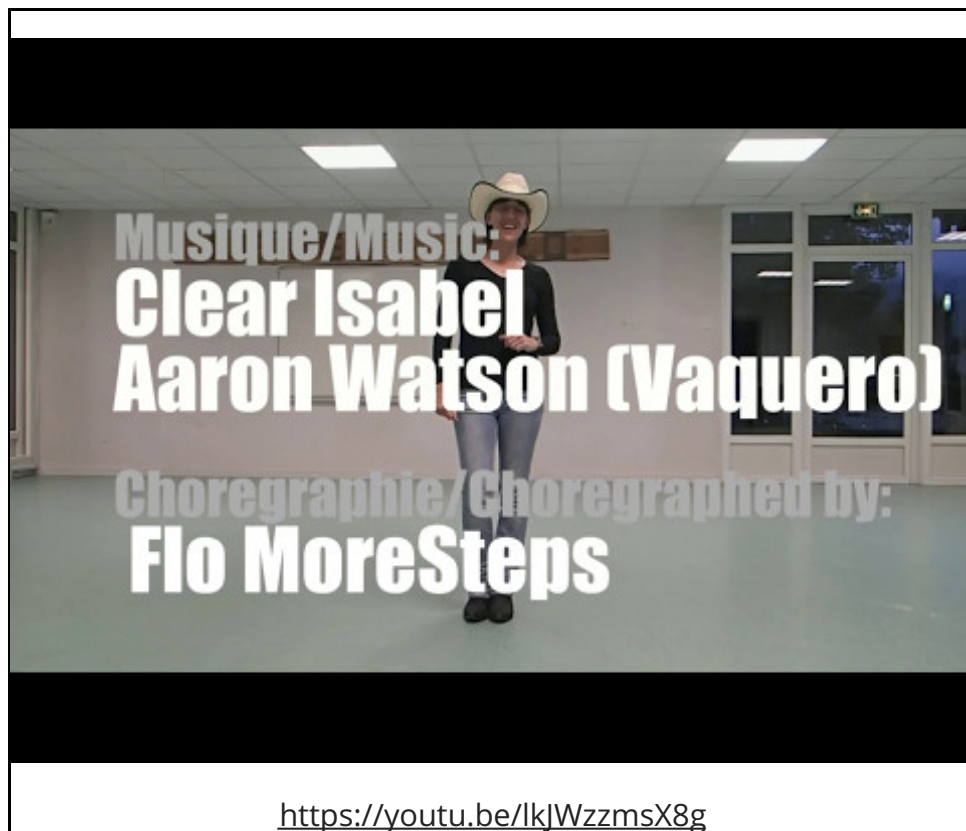 Musique/Music:
Clear Isabel
Aaron Watson (Vaquero)
Choregraphie/Choregraphed by:
Flo MoreSteps
https://youtu.be/lkJWzzmsX8g